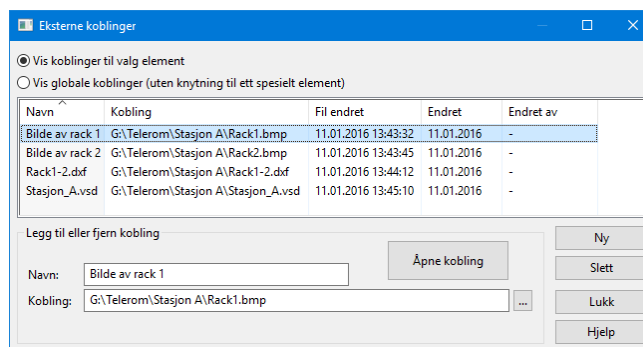 Eksterne koblinger
Vis koblinger til valg element
Vis globale koblinger (uten knytning til ett spesielt element)
Navn Kobling Fil endret Endret Endret av
Bilde av rack 1 G:\Telerom\Stasjon A\Rack1.bmp 11.01.2016 13:43:32 11.01.2016 -
Bilde av rack 2 G:\Telerom\Stasjon A\Rack2.bmp 11.01.2016 13:43:45 11.01.2016 -
Rack1-2.dxf G:\Telerom\Stasjon A\Rack1-2.dxf 11.01.2016 13:44:12 11.01.2016 -
Stasjon_A.vsd G:\Telerom\Stasjon A\Stasjon_A.vsd 11.01.2016 13:45:10 11.01.2016 -
Legg til eller fjern kobling
Navn: Bilde av rack 1
Åpne kobling
Kobling: G:\Telerom\Stasjon A\Rack1.bmp ...
Ny
Slett
Lukk
Hjelp